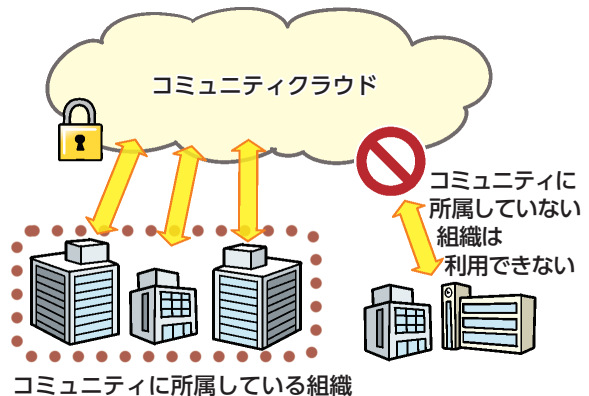 コミュニティクラウド
コミュニティに
所属していない
組織は
利用できない
コミュニティに所属している組織